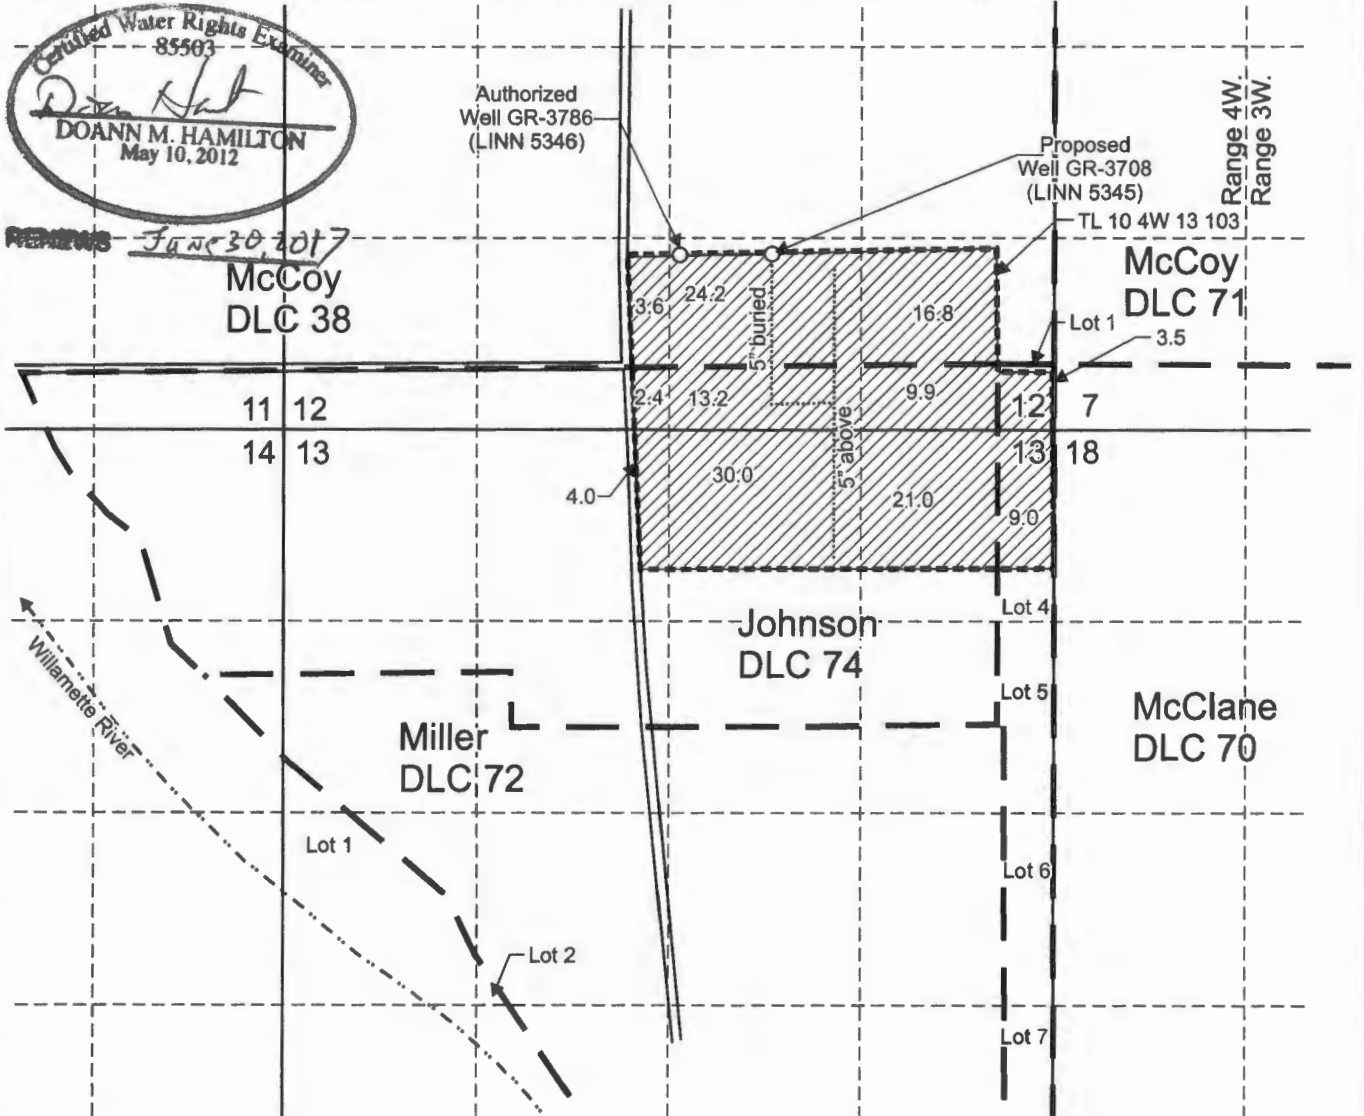 Certified Water Rights Examiner
85503
DOANN M. HAMILTON
May 10, 2012
RENEWS June 30, 2017
Authorized
Well GR-3786
(LINN 5346)
Proposed
Well GR-3708
(LINN 5345)
TL 10 4W 13 103
Range 4W.
Range 3W.
McCoy
DLC 38
McCoy
DLC 71
Lot 1
3.5
3.6
24.2
5" buried
16.8
2.4
13.2
9.9
5" above
11 12
14 13
12 7
13 18
4.0
30.0
21.0
9.0
Lot 4
Johnson
DLC 74
Lot 5
Willamette River
Miller
DLC 72
McClane
DLC 70
Lot 1
Lot 6
Lot 2
Lot 7